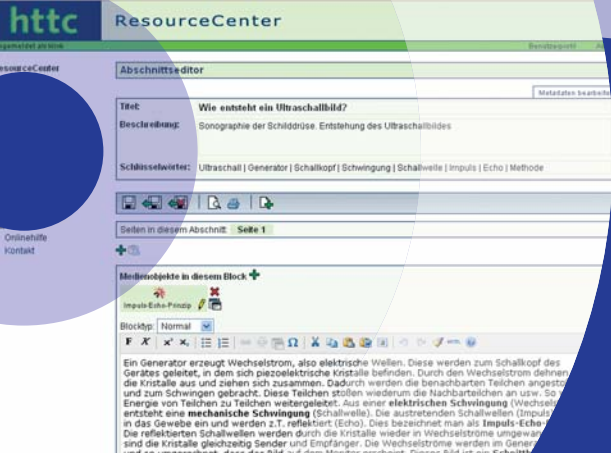 httc
ResourceCenter
Abschnittseditor
Titel: Wie entsteht ein Ultraschallbild?
Beschreibung: Sonographie der Schilddrüse. Entstehung des Ultraschallbildes
Schlüsselwörter: Ultraschall | Generator | Schallkopf | Schwingung | Schallwelle | Impuls | Echo | Methode
Seiten in diesem Abschnitt Seite 1
Onlinehilfe
Kontakt
Medienobjekte in diesem Block
Impuls-Echo-Prinzip
Blocktyp: Normal
F K x² x₂ Ω
Ein Generator erzeugt Wechselstrom, also elektrische Wellen. Diese werden zum Schallkopf des
Gerätes geleitet, in dem sich piezoelektrische Kristalle befinden. Durch den Wechselstrom dehnen
die Kristalle aus und ziehen sich zusammen. Dadurch werden die benachbarten Teilchen
und zum Schwingen gebracht. Diese Teilchen stoßen wiederum die Nachbarteilchen an usw. So
Energie von Teilchen zu Teilchen weitergeleitet. Aus einer elektrischen Schwingung
entsteht eine mechanische Schwingung (Schallwelle). Die austretenden Schallwellen
in das Gewebe ein und werden z.T. reflektiert (Echo). Dies bezeichnet man als Impuls-Echo-
Die reflektierten Schallwellen werden durch die Kristalle wieder in Wechselströme
sind die Kristalle gleichzeitig Sender und Empfänger. Die Wechselströme werden im